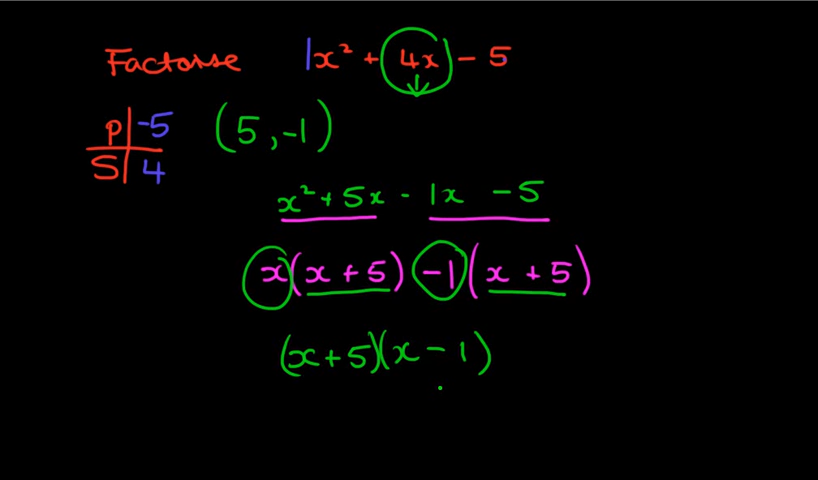 Factorise 1x² + 4x - 5
p -5 (5, -1)
S 4
x² + 5x - 1x - 5
x(x + 5) -1(x + 5)
(x+5)(x - 1)